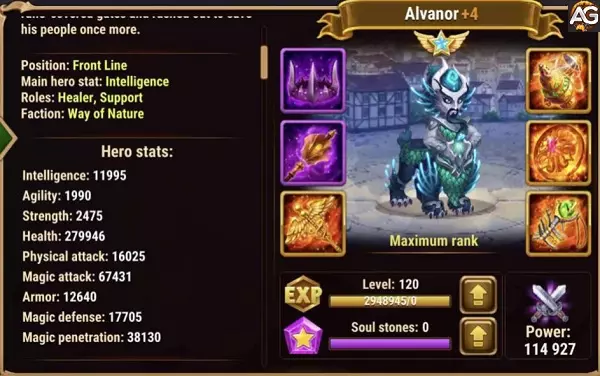 his people once more.
Position: Front Line
Main hero stat: Intelligence
Roles: Healer, Support
Faction: Way of Nature
Hero stats:
Intelligence: 11995
Agility: 1990
Strength: 2475
Health: 279946
Physical attack: 16025
Magic attack: 67431
Armor: 12640
Magic defense: 17705
Magic penetration: 38130
Alvanor +4
AG
Maximum rank
EXP
Level: 120
2948945/0
Soul stones: 0
Power:
114 927